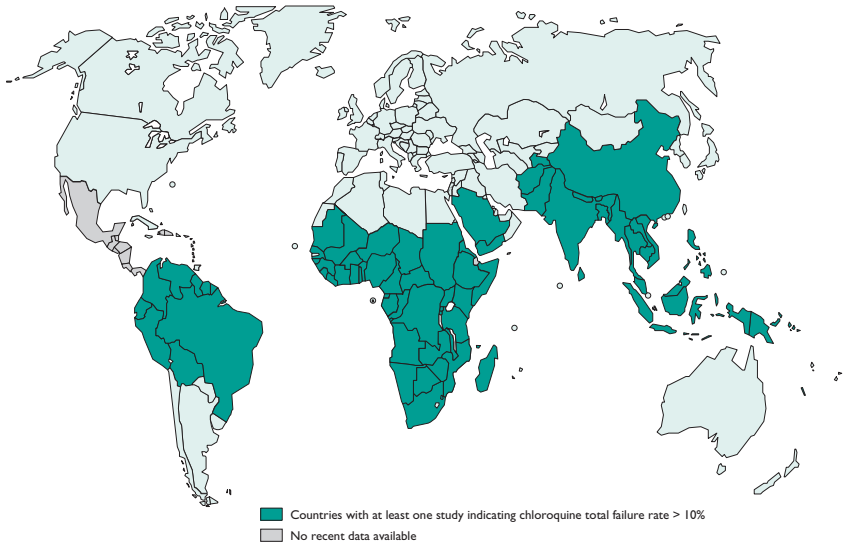 Countries with at least one study indicating chloroquine total failure rate > 10%
No recent data available